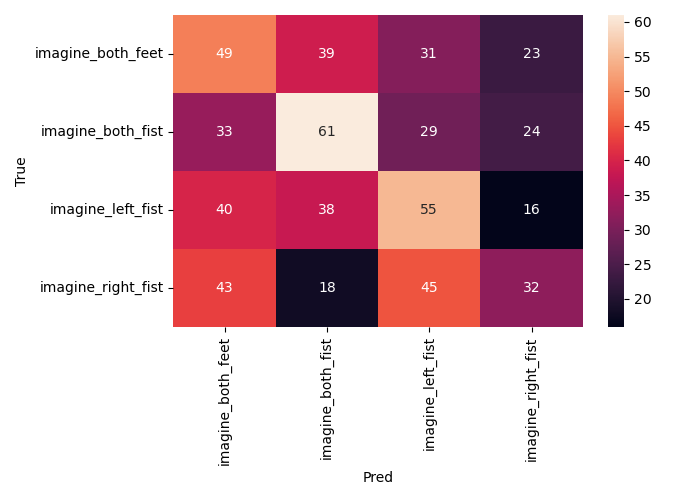 imagine_both_feet 49 39 31 23
imagine_both_fist 33 61 29 24
imagine_left_fist 40 38 55 16
imagine_right_fist 43 18 45 32
True
imagine_both_feet
imagine_both_fist
imagine_left_fist
imagine_right_fist
Pred
60
55
50
45
40
35
30
25
20